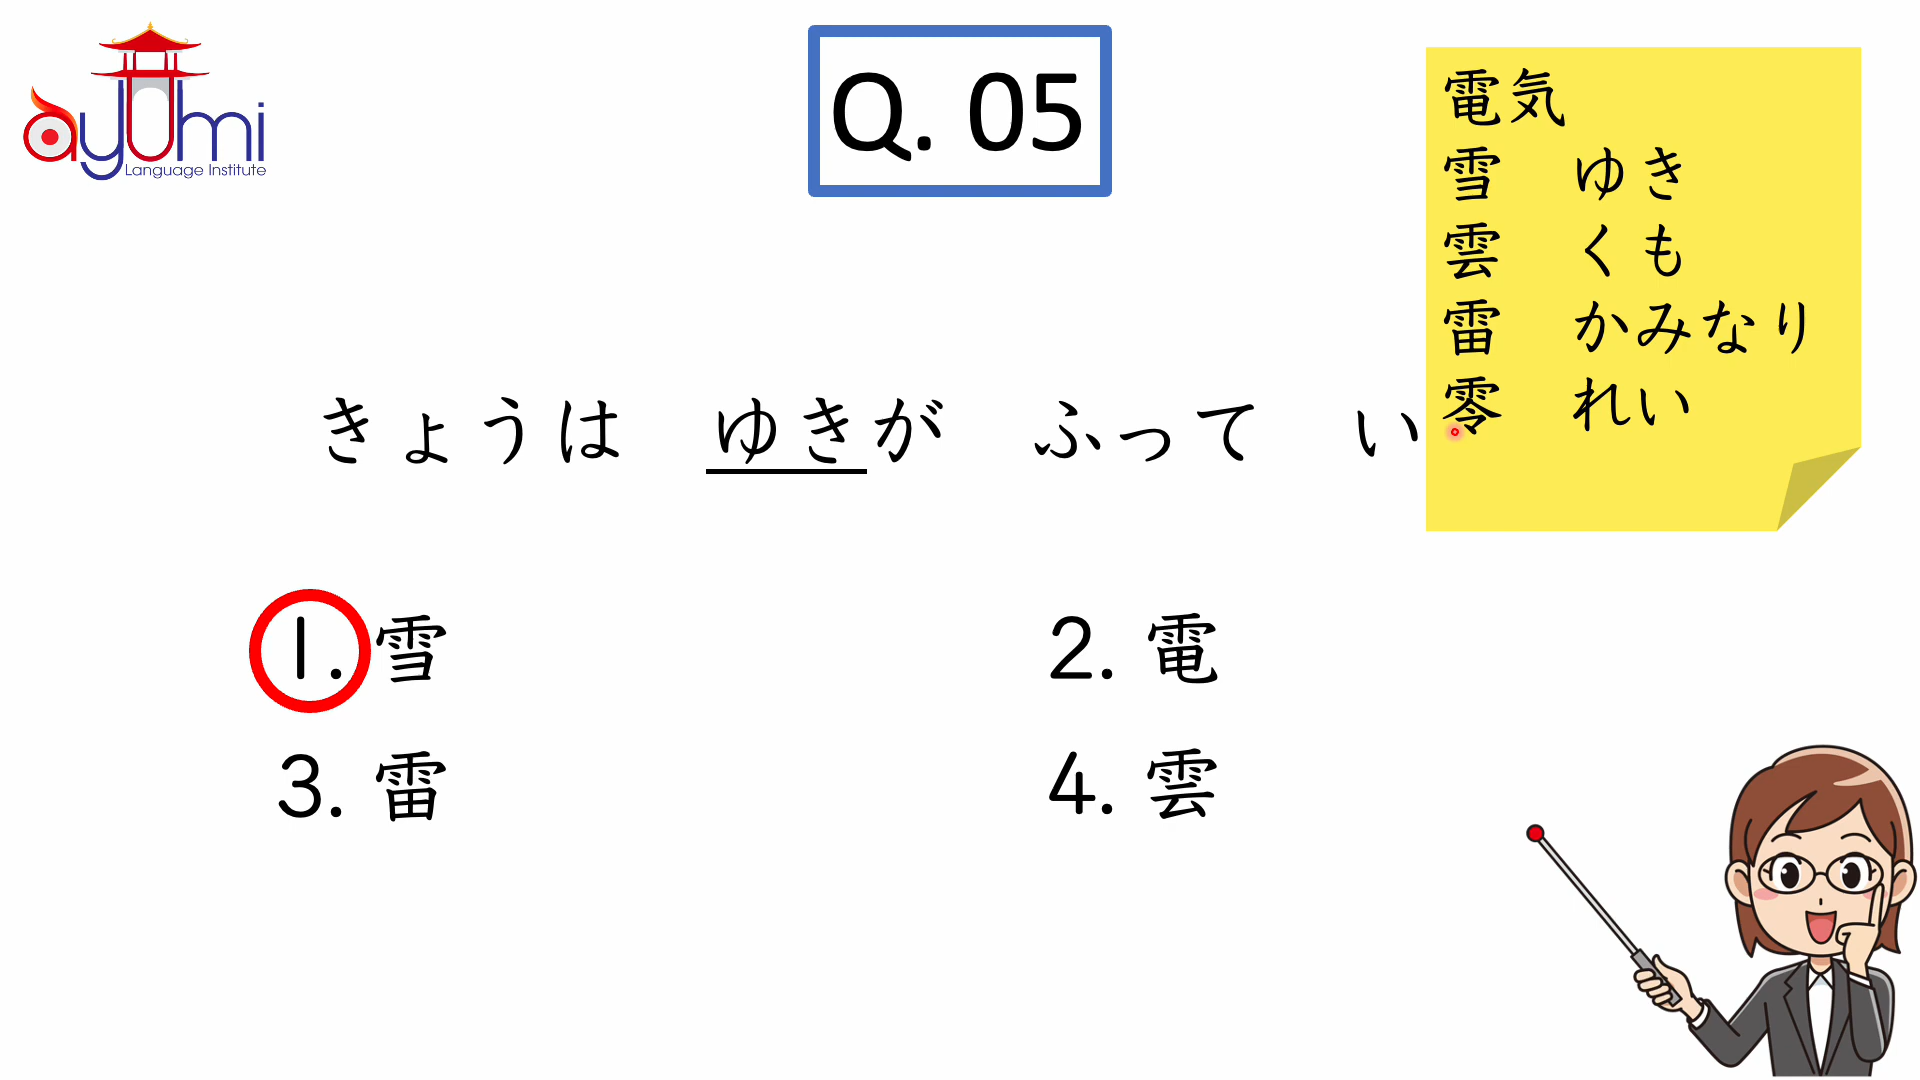 ayumi
Language Institute
Q. 05
電気
雪 ゆき
雲 くも
雷 かみなり
零 れい
きょうは ゆきが ふって い
1. 雪
2. 電
3. 雷
4. 雲